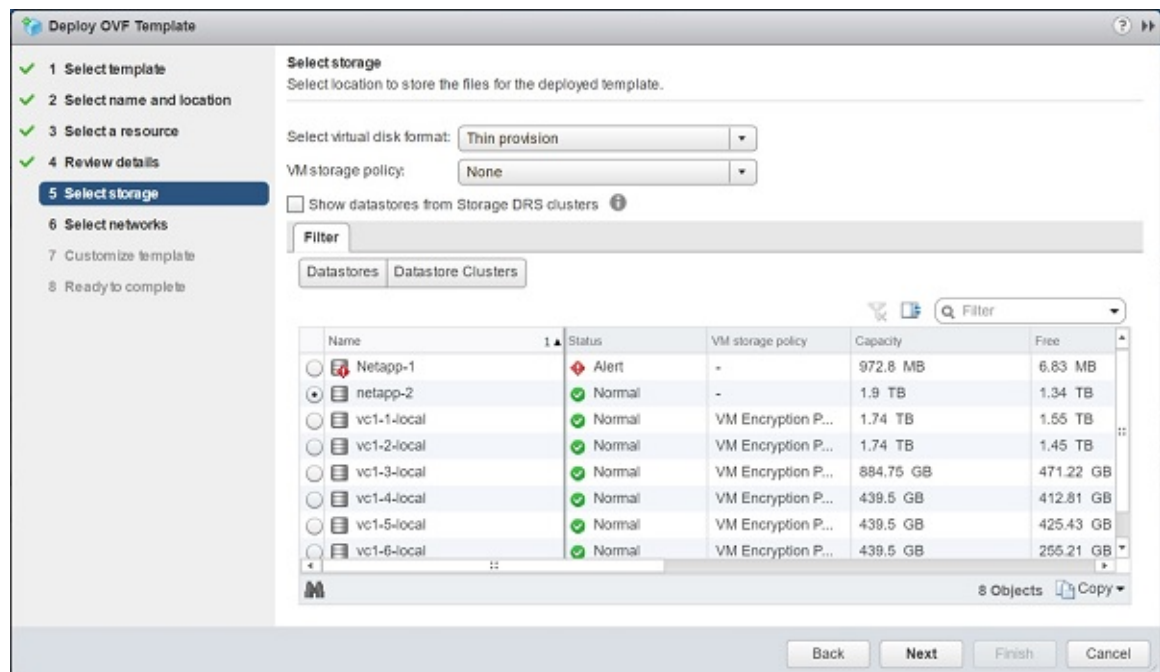 Deploy OVF Template
1 Select template
2 Select name and location
3 Select a resource
4 Review details
5 Select storage
6 Select networks
7 Customize template
8 Ready to complete
Select storage
Select location to store the files for the deployed template.
Select virtual disk format: Thin provision
VM storage policy: None
Show datastores from Storage DRS clusters
Filter
Datastores Datastore Clusters
Filter
Name 1 Status VM storage policy Capacity Free
Netapp-1 Alert - 972.8 MB 6.83 MB
netapp-2 Normal - 1.9 TB 1.34 TB
vc1-1-local Normal VM Encryption P... 1.74 TB 1.55 TB
vc1-2-local Normal VM Encryption P... 1.74 TB 1.45 TB
vc1-3-local Normal VM Encryption P... 884.75 GB 471.22 GB
vc1-4-local Normal VM Encryption P... 439.5 GB 412.81 GB
vc1-5-local Normal VM Encryption P... 439.5 GB 425.43 GB
vc1-6-local Normal VM Encryption P... 439.5 GB 255.21 GB
8 Objects Copy
Back Next Finish Cancel